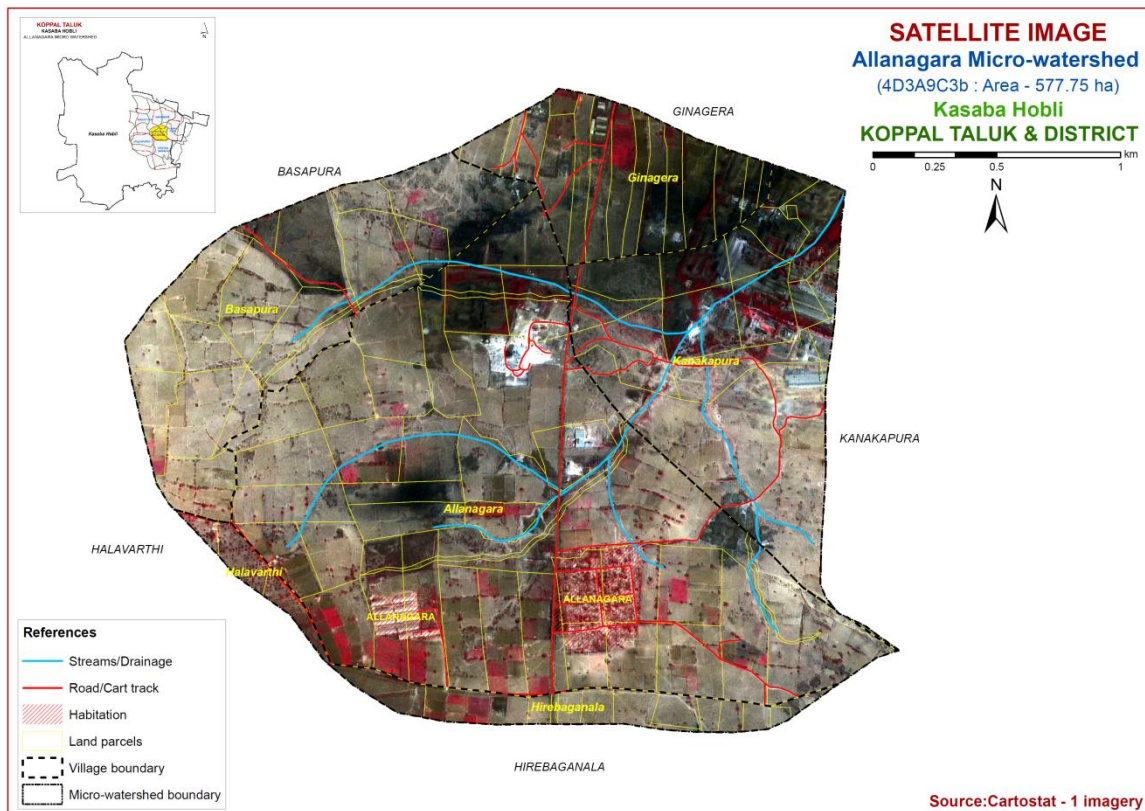 KOPPAL TALUK
KASABA HOBLI
ALLANAGARA MICRO WATERSHED
N
Kasaba Hobli
SATELLITE IMAGE
Allanagara Micro-watershed
(4D3A9C3b : Area - 577.75 ha)
Kasaba Hobli
KOPPAL TALUK & DISTRICT
km
0 0.25 0.5 1
N
GINAGERA
BASAPURA
Ginagera
Basapura
Kanakapura
KANAKAPURA
Allanagara
HALAVARTHI
Halavarthi
ALLANAGARA
ALLANAGARA
Hirebaganala
HIREBAGANALA
References
Streams/Drainage
Road/Cart track
Habitation
Land parcels
Village boundary
Micro-watershed boundary
Source:Cartostat - 1 imagery